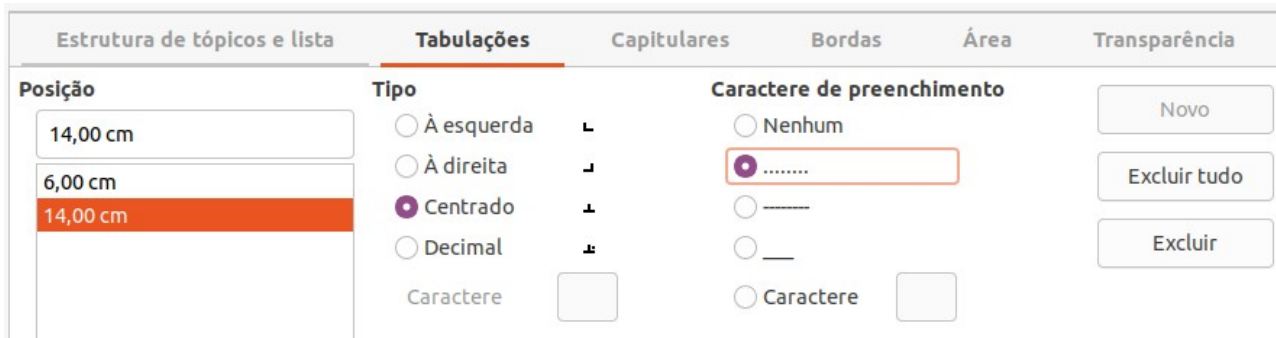 Estrutura de tópicos e lista Tabulações Capitulares Bordas Área Transparência
Posição Tipo Caractere de preenchimento
14,00 cm À esquerda Nenhum Novo
6,00 cm À direita ........ Excluir tudo
14,00 cm Centrado --------
Decimal ___ Excluir
Caractere Caractere